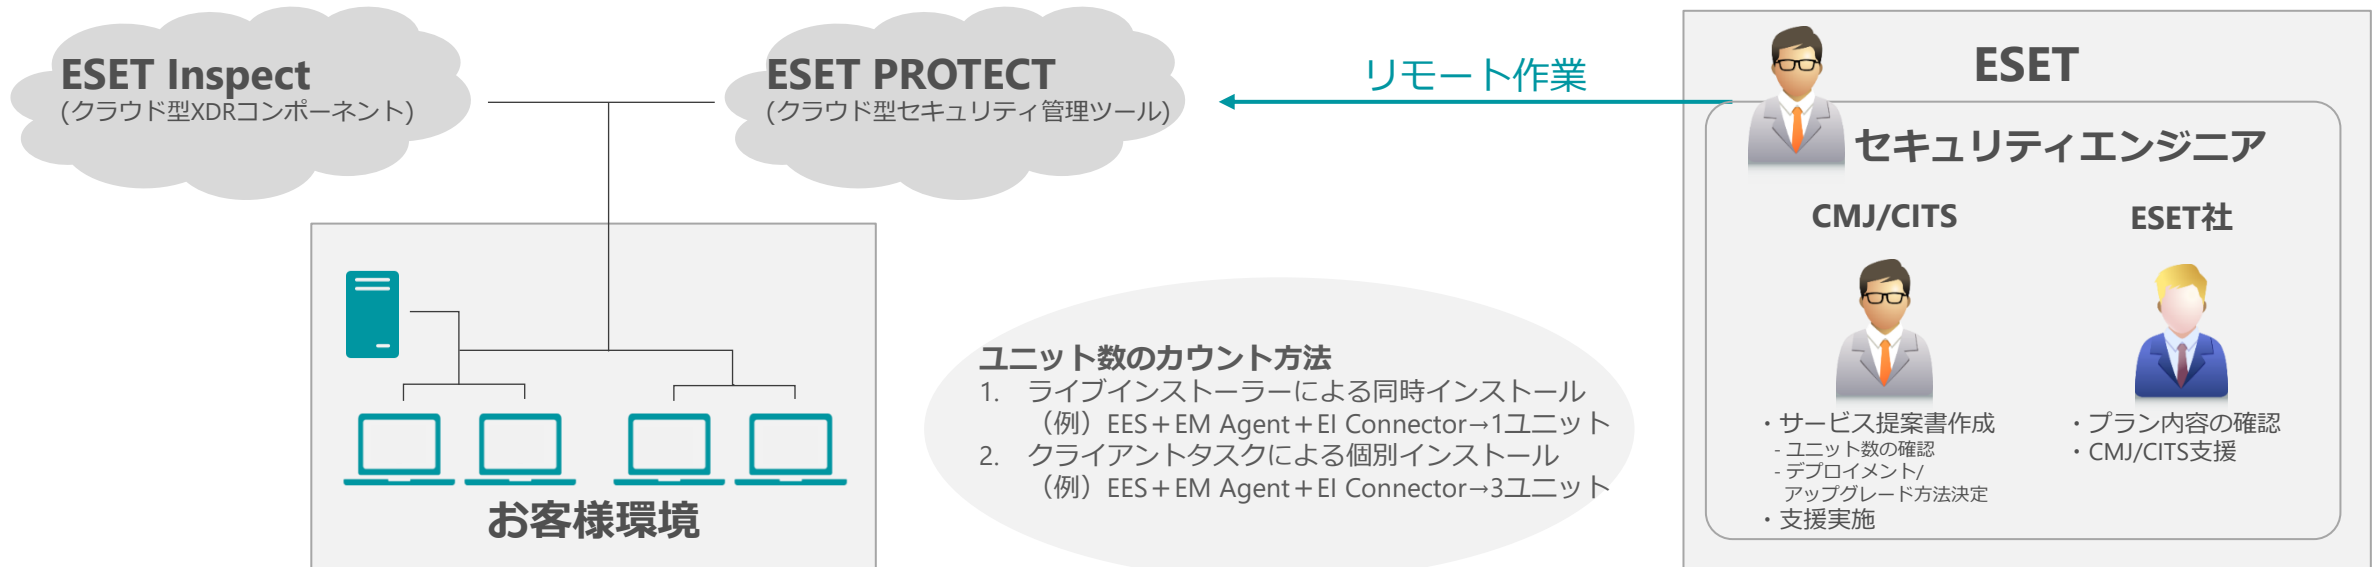 ESET Inspect
(クラウド型XDRコンポーネント)
ESET PROTECT
(クラウド型セキュリティ管理ツール)
リモート作業
ESET
セキュリティエンジニア
CMJ/CITS
・サービス提案書作成
- ユニット数の確認
- デプロイメント/
アップグレード方法決定
・支援実施
ESET社
・プラン内容の確認
・CMJ/CITS支援
お客様環境
ユニット数のカウント方法
1. ライブインストーラーによる同時インストール
（例）EES＋EM Agent＋EI Connector→1ユニット
2. クライアントタスクによる個別インストール
（例）EES＋EM Agent＋EI Connector→3ユニット